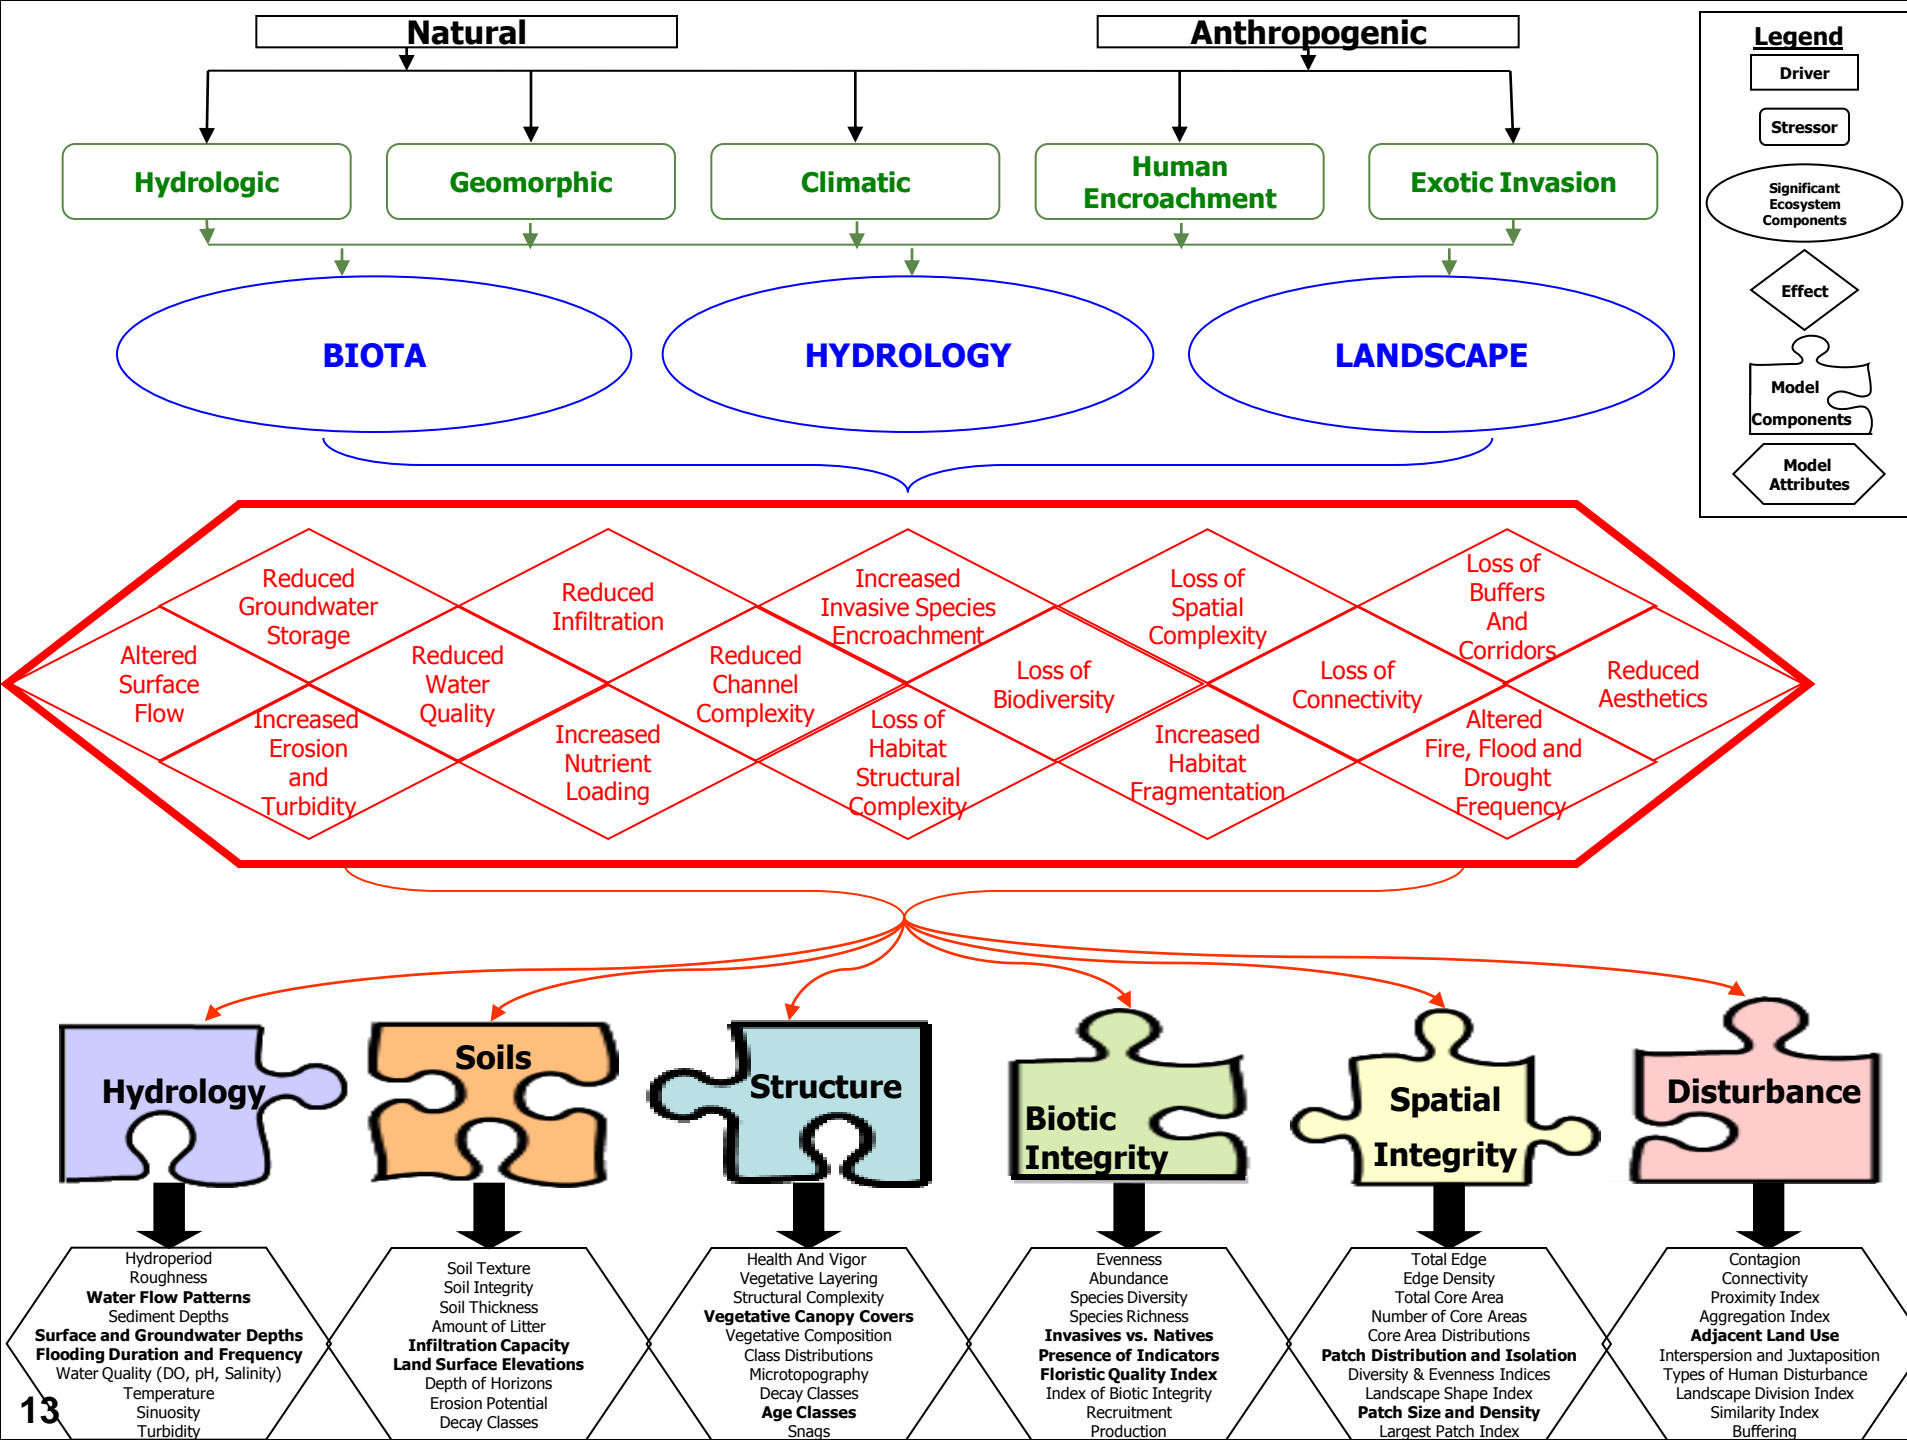 Natural
Anthropogenic
Legend
Driver
Stressor
Significant
Ecosystem
Components
Effect
Model
Components
Model
Attributes
Hydrologic
Geomorphic
Climatic
Human
Encroachment
Exotic Invasion
BIOTA
HYDROLOGY
LANDSCAPE
Reduced
Groundwater
Storage
Reduced
Infiltration
Increased
Invasive Species
Encroachment
Loss of
Spatial
Complexity
Loss of
Buffers
And
Corridors
Altered
Surface
Flow
Reduced
Water
Quality
Reduced
Channel
Complexity
Loss of
Biodiversity
Loss of
Connectivity
Reduced
Aesthetics
Increased
Erosion
and
Turbidity
Increased
Nutrient
Loading
Loss of
Habitat
Structural
Complexity
Increased
Habitat
Fragmentation
Altered
Fire, Flood and
Drought
Frequency
Hydrology
Soils
Structure
Biotic
Integrity
Spatial
Integrity
Disturbance
Hydroperiod
Roughness
Water Flow Patterns
Sediment Depths
Surface and Groundwater Depths
Flooding Duration and Frequency
Water Quality (DO, pH, Salinity)
Temperature
Sinuosity
Turbidity
Soil Texture
Soil Integrity
Soil Thickness
Amount of Litter
Infiltration Capacity
Land Surface Elevations
Depth of Horizons
Erosion Potential
Decay Classes
Health And Vigor
Vegetative Layering
Structural Complexity
Vegetative Canopy Covers
Vegetative Composition
Class Distributions
Microtopography
Decay Classes
Age Classes
Snags
Evenness
Abundance
Species Diversity
Species Richness
Invasives vs. Natives
Presence of Indicators
Floristic Quality Index
Index of Biotic Integrity
Recruitment
Production
Total Edge
Edge Density
Total Core Area
Number of Core Areas
Core Area Distributions
Patch Distribution and Isolation
Diversity & Evenness Indices
Landscape Shape Index
Patch Size and Density
Largest Patch Index
Contagion
Connectivity
Proximity Index
Aggregation Index
Adjacent Land Use
Interspersion and Juxtaposition
Types of Human Disturbance
Landscape Division Index
Similarity Index
Buffering
13